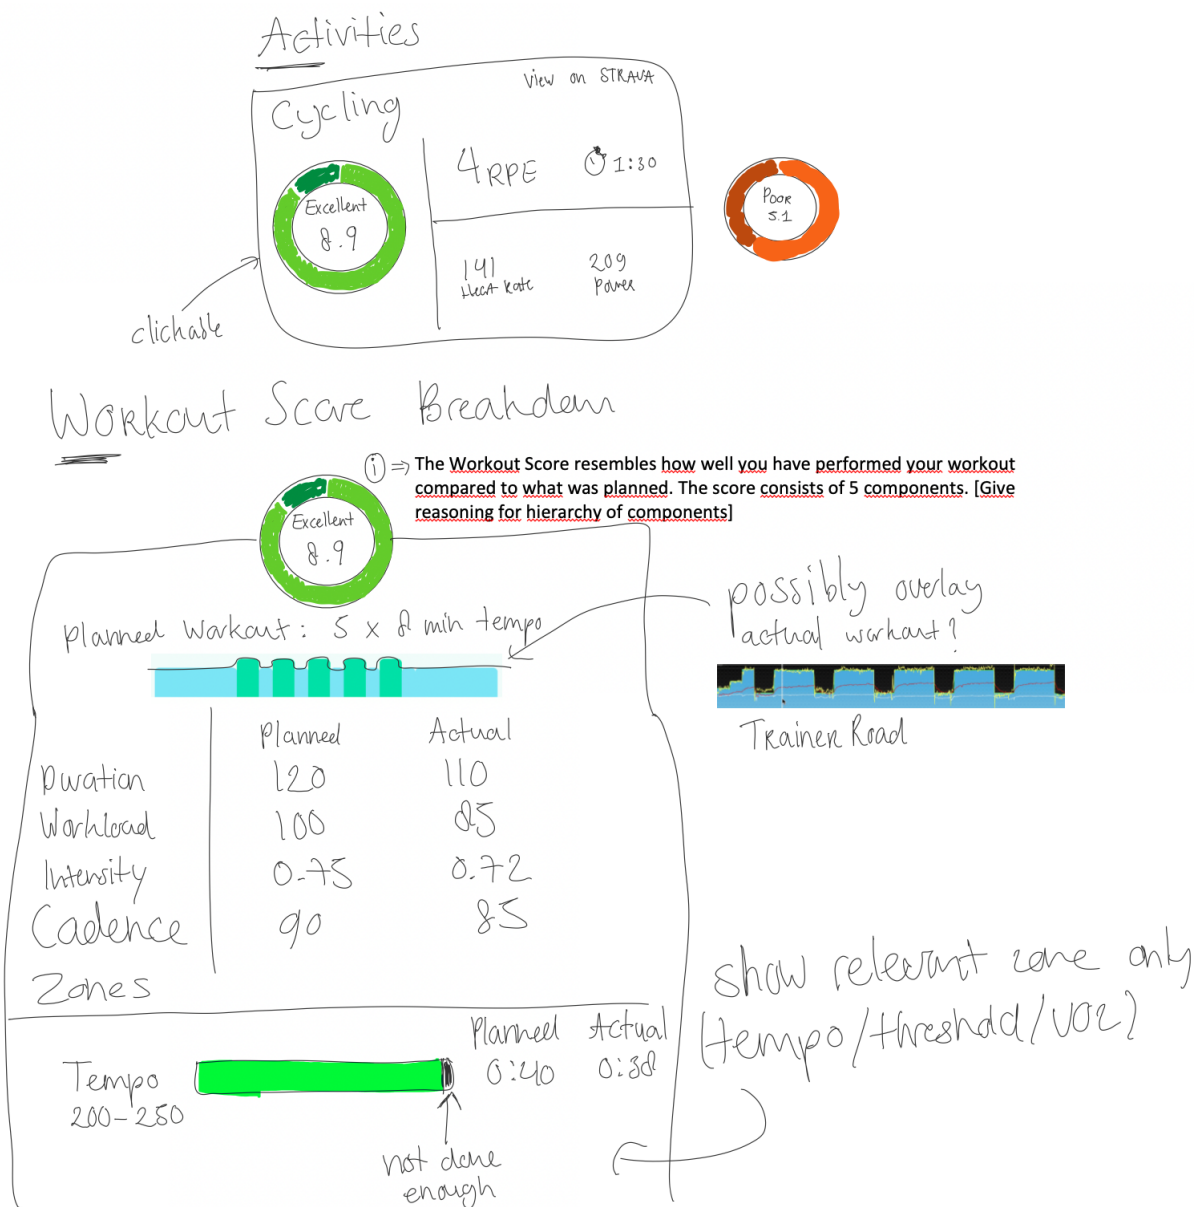 Activities
View on STRAVA
Cycling
4 RPE
1:30
Excellent
8.9
141
Heart Rate
209
Power
Poor
5.1
clickable
Workout Score Breakdown
i => The Workout Score resembles how well you have performed your workout
compared to what was planned. The score consists of 5 components. [Give
reasoning for hierarchy of components]
Excellent
8.9
Planned Workout: 5 x 8 min tempo
possibly overlay
actual workout?
Trainer Road
Planned Actual
Duration 120 110
Workload 100 85
Intensity 0.75 0.72
Cadence 90 85
Zones
show relevant zone only
(tempo/threshold/VO2)
Planned Actual
Tempo 0:40 0:38
200-250
not done
enough